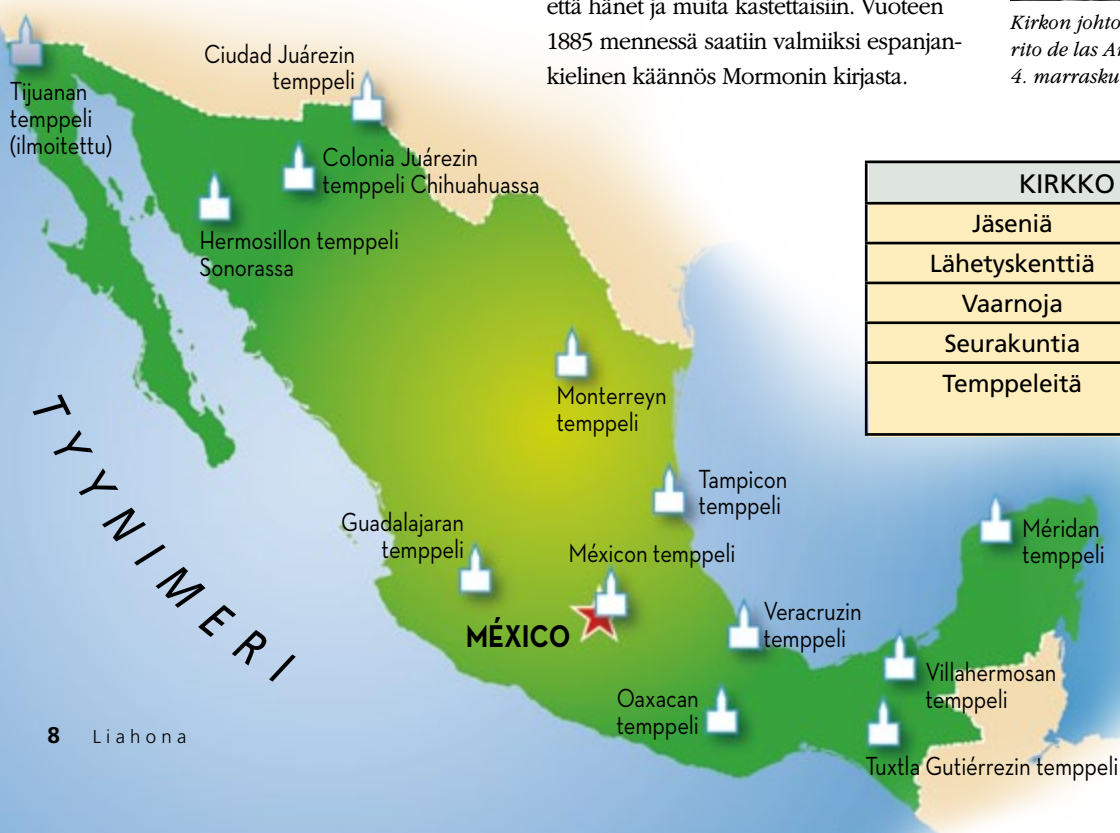 että hänet ja muita kastettaisiin. Vuoteen
1885 mennessä saatiin valmiiksi espanjan-
kielinen käännös Mormonin kirjasta.
Kirkon johto
rito de las
4. marrasku
Tijuanan
temppeli
(ilmoitettu)
Ciudad Juárezin
temppeli
Colonia Juárezin
temppeli Chihuahuassa
Hermosillon temppeli
Sonorassa
KIRKKO
Jäseniä
Lähetyskenttiä
Vaarnoja
Seurakuntia
Temppeleitä
Monterreyn
temppeli
TYYNIMERI
Tampicon
temppeli
Guadalajaran
temppeli
Méxicon temppeli
MÉXICO
Méridan
temppeli
Veracruzin
temppeli
Villahermosan
temppeli
Oaxacan
temppeli
Tuxtla Gutiérrezin temppeli
8 Liahona